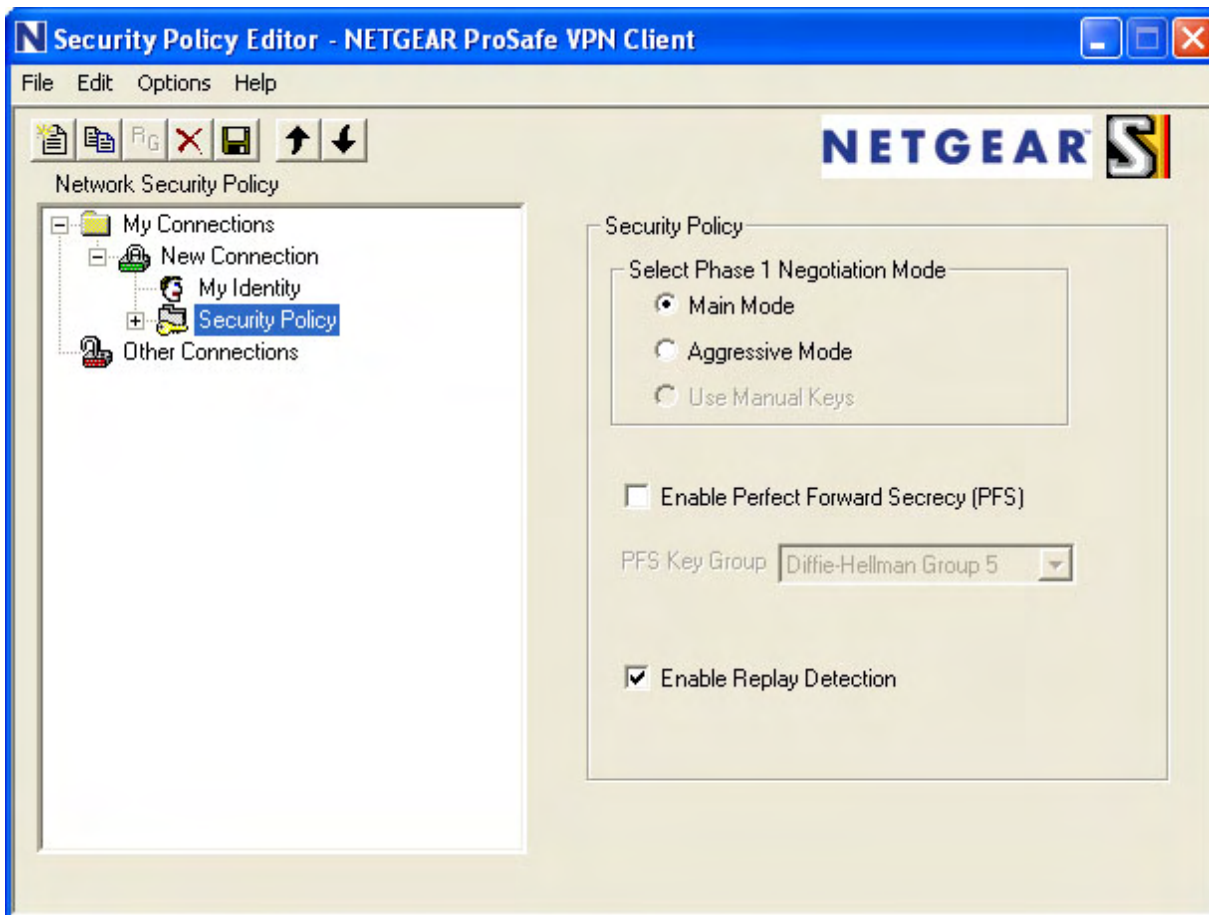 N Security Policy Editor - NETGEAR ProSafe VPN Client
File Edit Options Help
RG
NETGEAR™ S
Network Security Policy
My Connections
New Connection
My Identity
Security Policy
Other Connections
Security Policy
Select Phase 1 Negotiation Mode
Main Mode
Aggressive Mode
Use Manual Keys
Enable Perfect Forward Secrecy (PFS)
PFS Key Group Diffie-Hellman Group 5
Enable Replay Detection